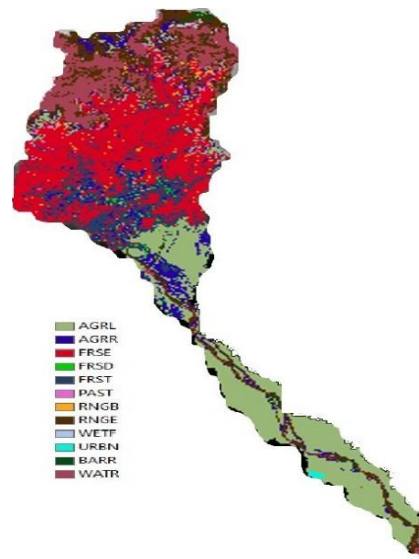 AGRL
AGRR
FRSE
FRSD
FRST
PAST
RNGB
RNGE
WETF
URBN
BARR
WATR